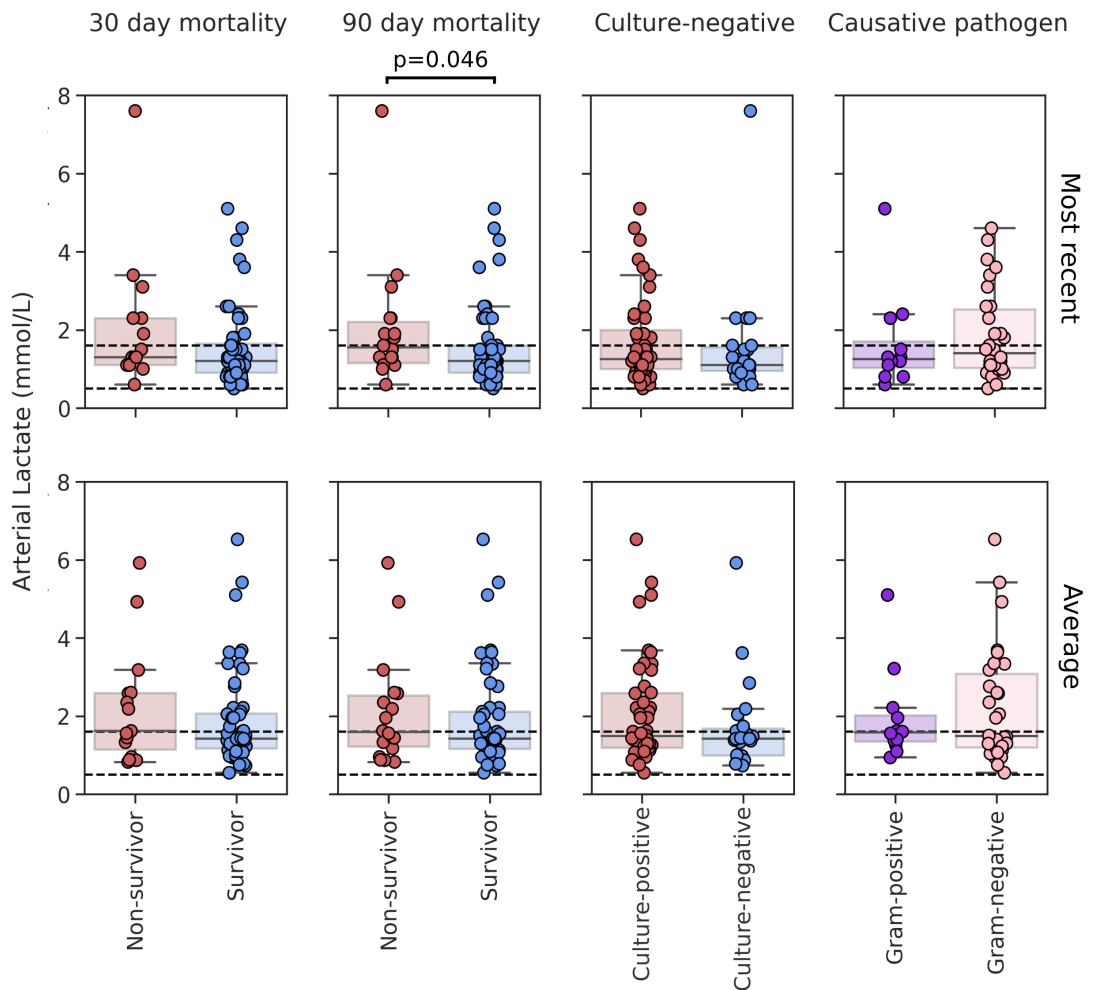 30 day mortality
90 day mortality
Culture-negative
Causative pathogen
p=0.046
8
6
4
2
0
Most recent
Arterial Lactate (mmol/L)
8
6
4
2
0
Average
Non-survivor
Survivor
Non-survivor
Survivor
Culture-positive
Culture-negative
Gram-positive
Gram-negative